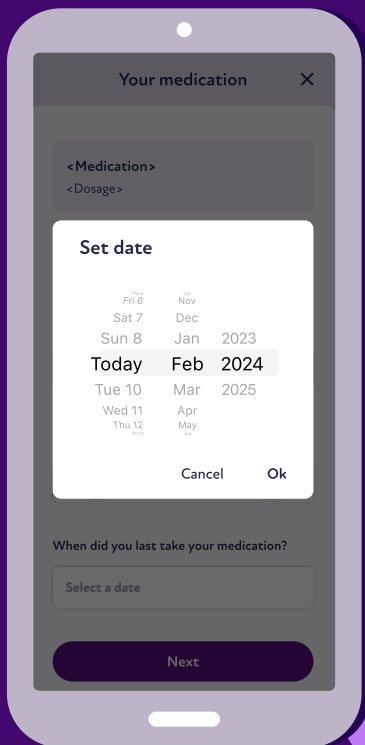 Your medication
<Medication>
<Dosage>
Set date
Fri 6 Nov
Sat 7 Dec
Sun 8 Jan 2023
Today Feb 2024
Tue 10 Mar 2025
Wed 11 Apr
Thu 12 May
Cancel Ok
When did you last take your medication?
Select a date
Next